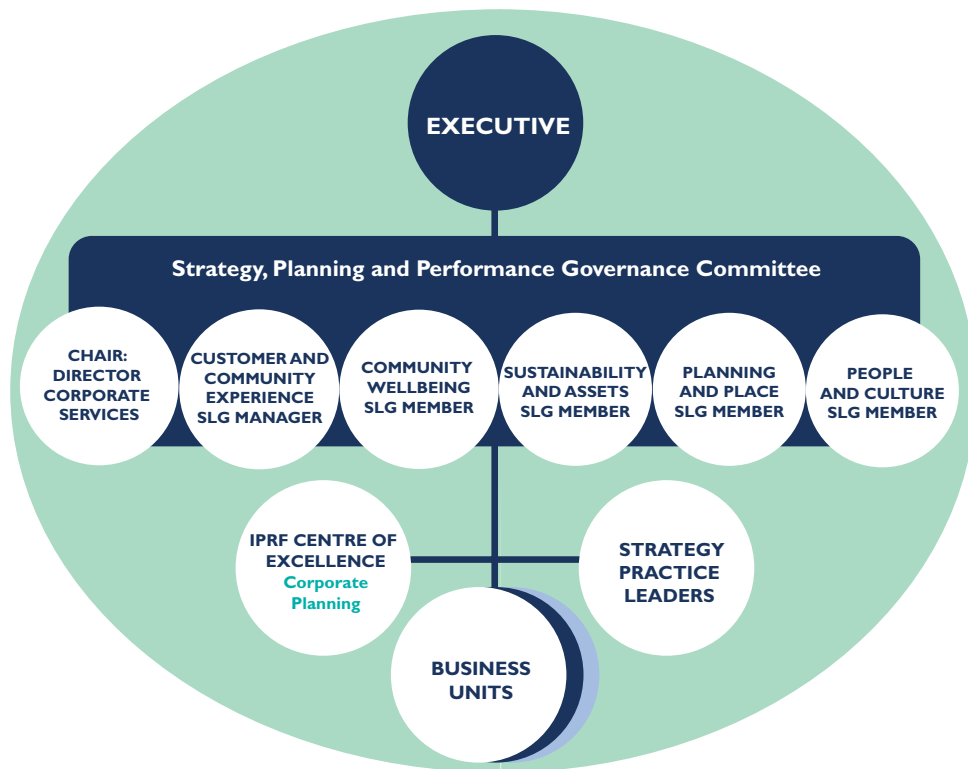 EXECUTIVE
Strategy, Planning and Performance Governance Committee
CHAIR:
DIRECTOR
CORPORATE
SERVICES
CUSTOMER AND
COMMUNITY
EXPERIENCE
SLG MANAGER
COMMUNITY
WELLBEING
SLG MEMBER
SUSTAINABILITY
AND ASSETS
SLG MEMBER
PLANNING
AND PLACE
SLG MEMBER
PEOPLE
AND CULTURE
SLG MEMBER
IPRF CENTRE OF
EXCELLENCE
Corporate
Planning
STRATEGY
PRACTICE
LEADERS
BUSINESS
UNITS